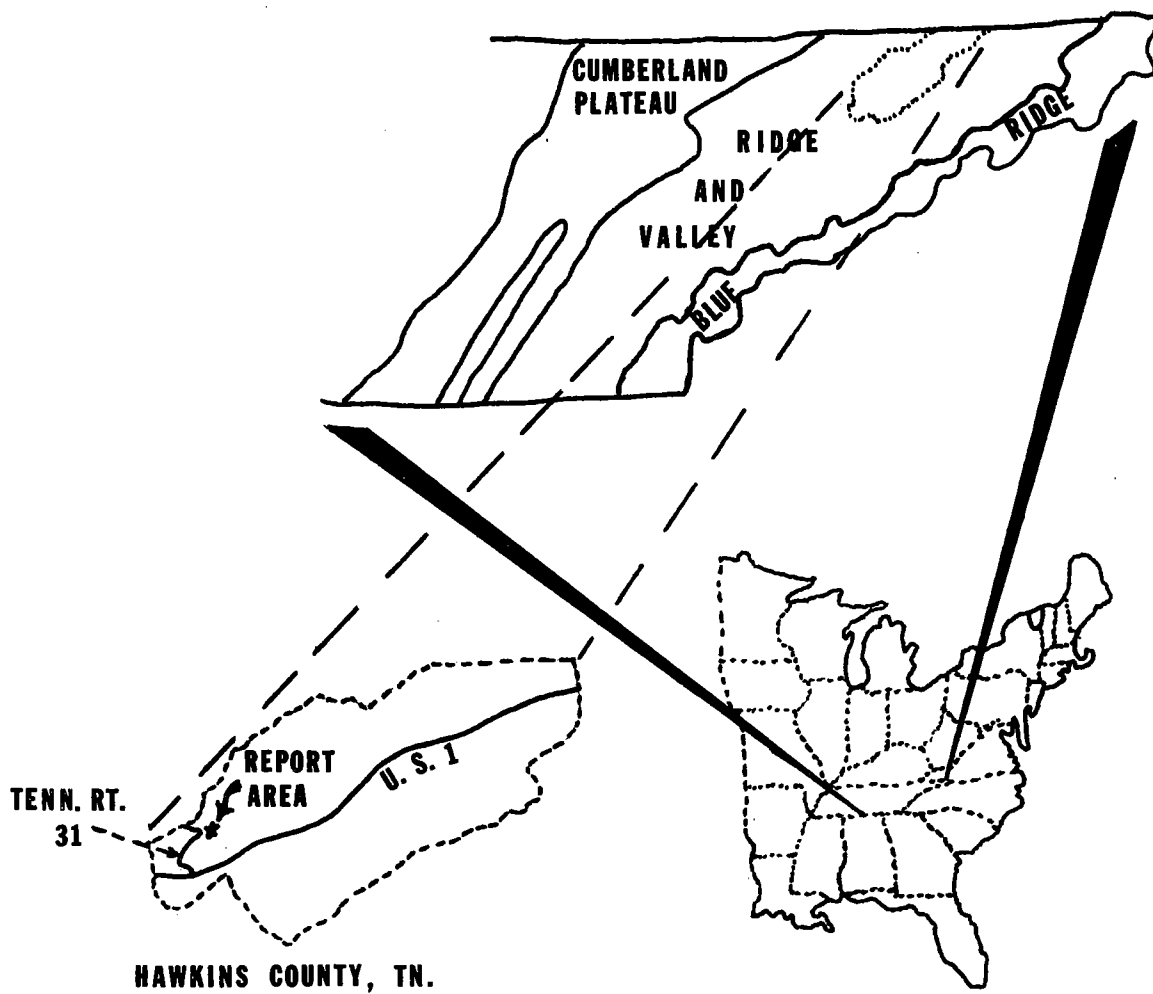 CUMBERLAND
PLATEAU
RIDGE
AND
VALLEY
BLUE
RIDGE
REPORT
AREA
U. S. 1
TENN. RT.
31
HAWKINS COUNTY, TN.